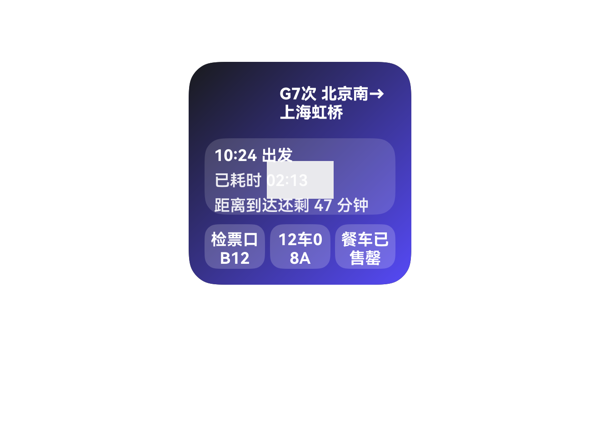 G7次 北京南→
上海虹桥
10:24 出发
已耗时 02:13
距离到达还剩 47 分钟
检票口
B12
12车0
8A
餐车已
售罄